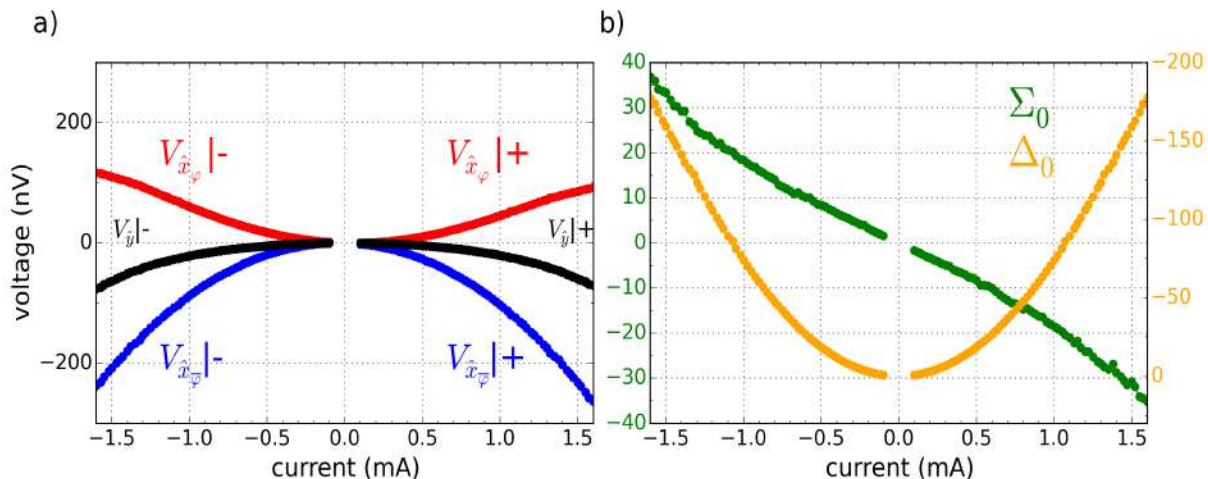 a)
b)
200
0
−200
voltage (nV)
V_{x̂_φ}|-
V_{x̂_φ}|+
V_ŷ|-
V_ŷ|+
V_{x̂_φ̅}|-
V_{x̂_φ̅}|+
−1.5 −1.0 −0.5 0.0 0.5 1.0 1.5
current (mA)
40
30
20
10
0
−10
−20
−30
−40
Σ₀
Δ₀
−200
−150
−100
−50
0
−1.5 −1.0 −0.5 0.0 0.5 1.0 1.5
current (mA)